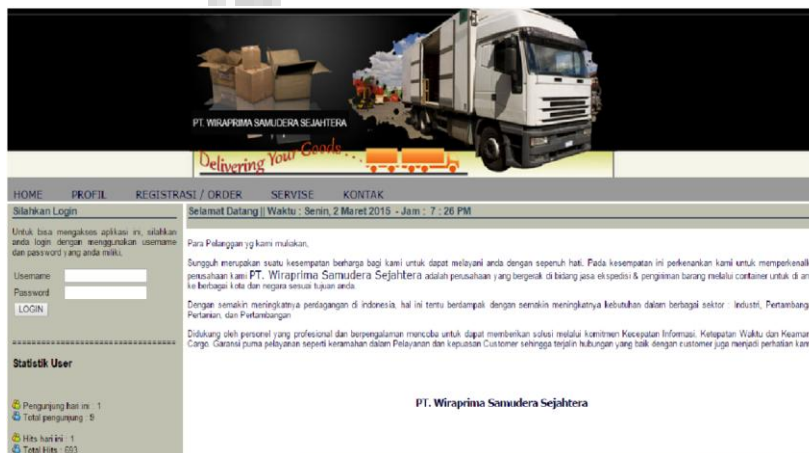 PT. WIRAPRIMA SAMUDERA SEJAHTERA
Delivering Your Goods...
HOME PROFIL REGISTRASI / ORDER SERVISE KONTAK
Silahkan Login
Untuk bisa mengakses aplikasi ini, silahkan
anda login dengan menggunakan username
dan password yang anda miliki.
Username
Password
LOGIN
Statistik User
Pengunjung hari ini : 1
Total pengunjung : 9
Hits hari ini : 1
Total Hits : 693
Selamat Datang || Waktu : Senin, 2 Maret 2015 - Jam : 7 : 26 PM
Para Pelanggan yg kami muliakan,
Sungguh merupakan suatu kesempatan berharga bagi kami untuk dapat melayani anda dengan sepenuh hati. Pada kesempatan ini perkenankan kami untuk memperkenalk
perusahaan kami PT. Wiraprima Samudera Sejahtera adalah perusahaan yang bergerak di bidang jasa ekspedisi & pengiriman barang melalui container untuk di an
ke berbagai kota dan negara sesuai tujuan anda.
Dengan semakin meningkatnya perdagangan di indonesia, hal ini tentu berdampak dengan semakin meningkatnya kebutuhan dalam berbagai sektor : Industri, Pertambang
Pertanian, dan Pertambangan
Didukung oleh personel yang profesional dan berpengalaman mencoba untuk dapat memberikan solusi melalui komitmen Kecepatan Informasi, Ketepatan Waktu dan Keaman
Cargo. Garansi purna pelayanan seperti keramahan dalam Pelayanan dan kepuasan Customer sehingga terjalin hubungan yang baik dengan customer juga menjadi perhatian kam
PT. Wiraprima Samudera Sejahtera